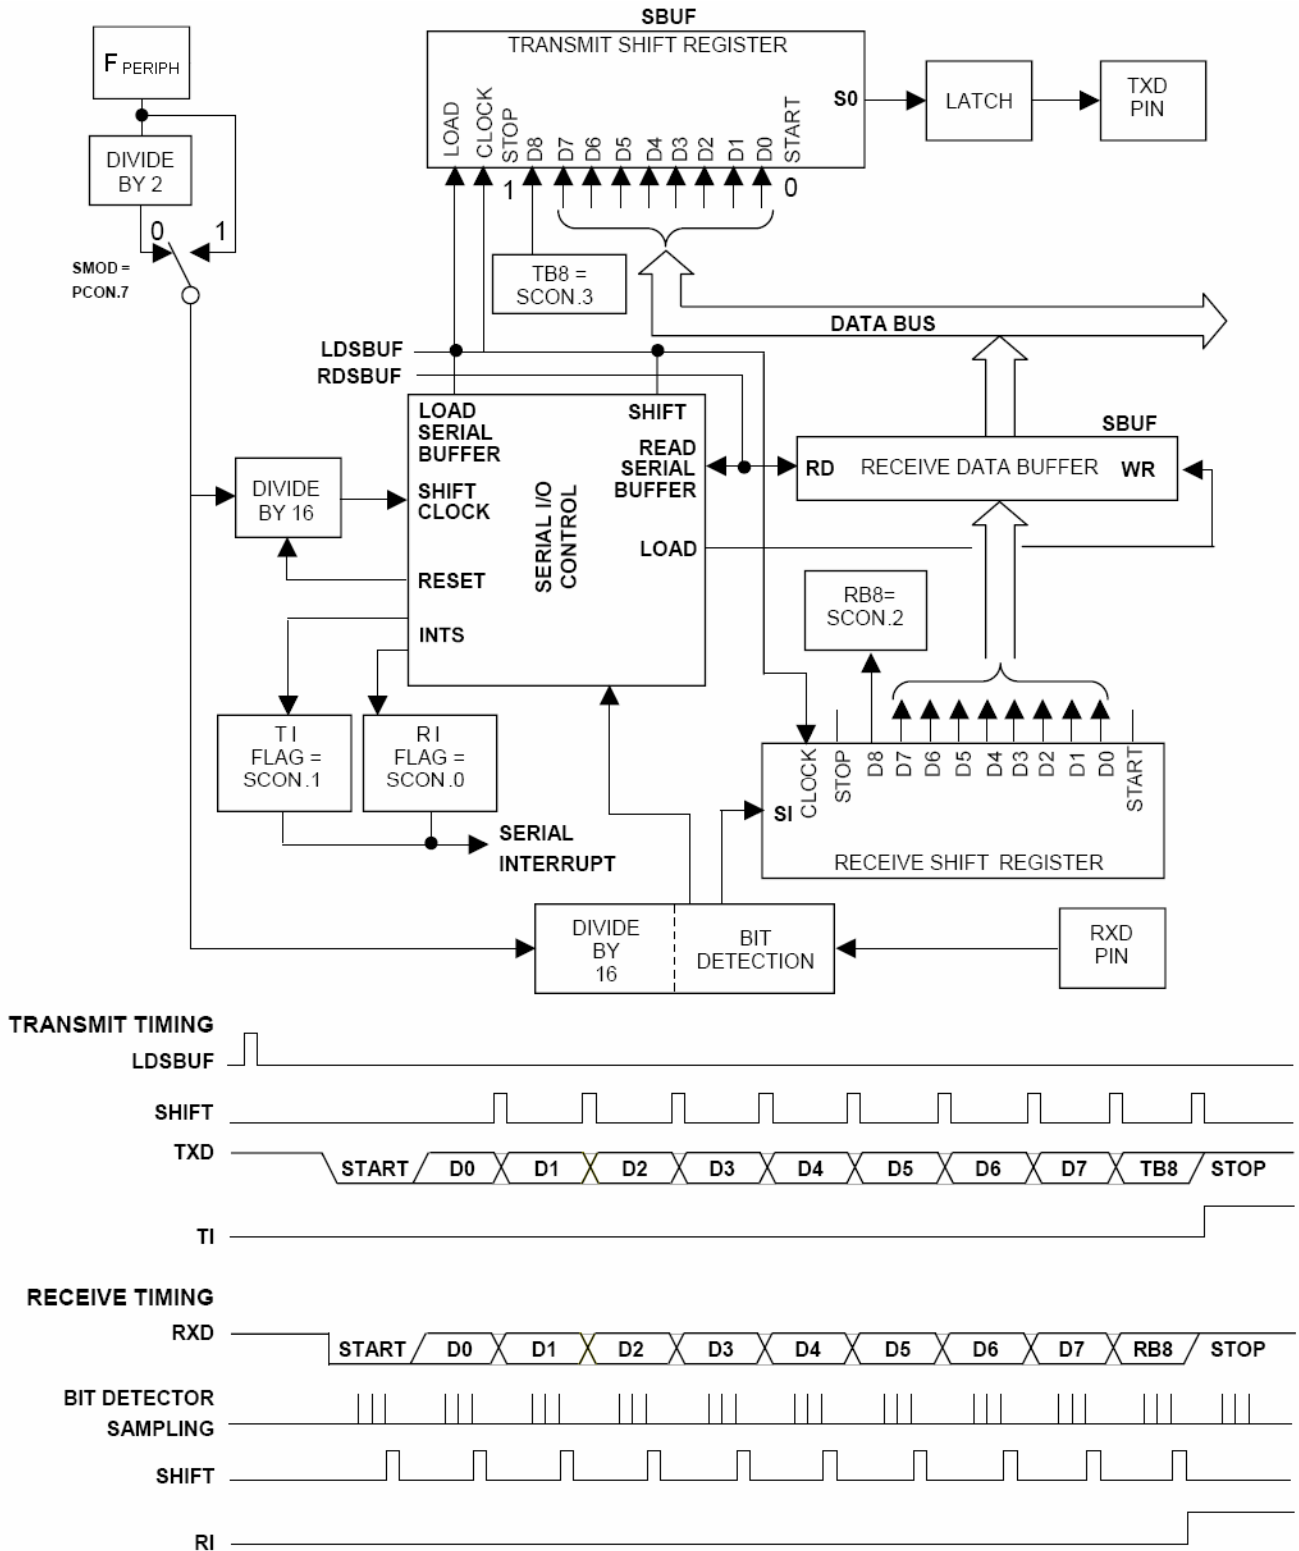 SBUF
TRANSMIT SHIFT REGISTER
F PERIPH
DIVIDE
BY 2
0
1
SMOD =
PCON.7
LOAD
CLOCK
STOP
D8
D7
D6
D5
D4
D3
D2
D1
D0
START
S0
1
0
LATCH
TXD
PIN
TB8 =
SCON.3
DATA BUS
LDSBUF
RDSBUF
LOAD
SERIAL
BUFFER
SHIFT
READ
SERIAL
BUFFER
SHIFT
CLOCK
SERIAL I/O
CONTROL
LOAD
RESET
INTS
DIVIDE
BY 16
SBUF
RD
RECEIVE DATA BUFFER
WR
RB8=
SCON.2
TI
FLAG =
SCON.1
RI
FLAG =
SCON.0
SERIAL
INTERRUPT
SI
CLOCK
STOP
D8
D7
D6
D5
D4
D3
D2
D1
D0
START
RECEIVE SHIFT REGISTER
DIVIDE
BY
16
BIT
DETECTION
RXD
PIN
TRANSMIT TIMING
LDSBUF
SHIFT
TXD
START D0 D1 D2 D3 D4 D5 D6 D7 TB8 STOP
TI
RECEIVE TIMING
RXD
START D0 D1 D2 D3 D4 D5 D6 D7 RB8 STOP
BIT DETECTOR
SAMPLING
SHIFT
RI